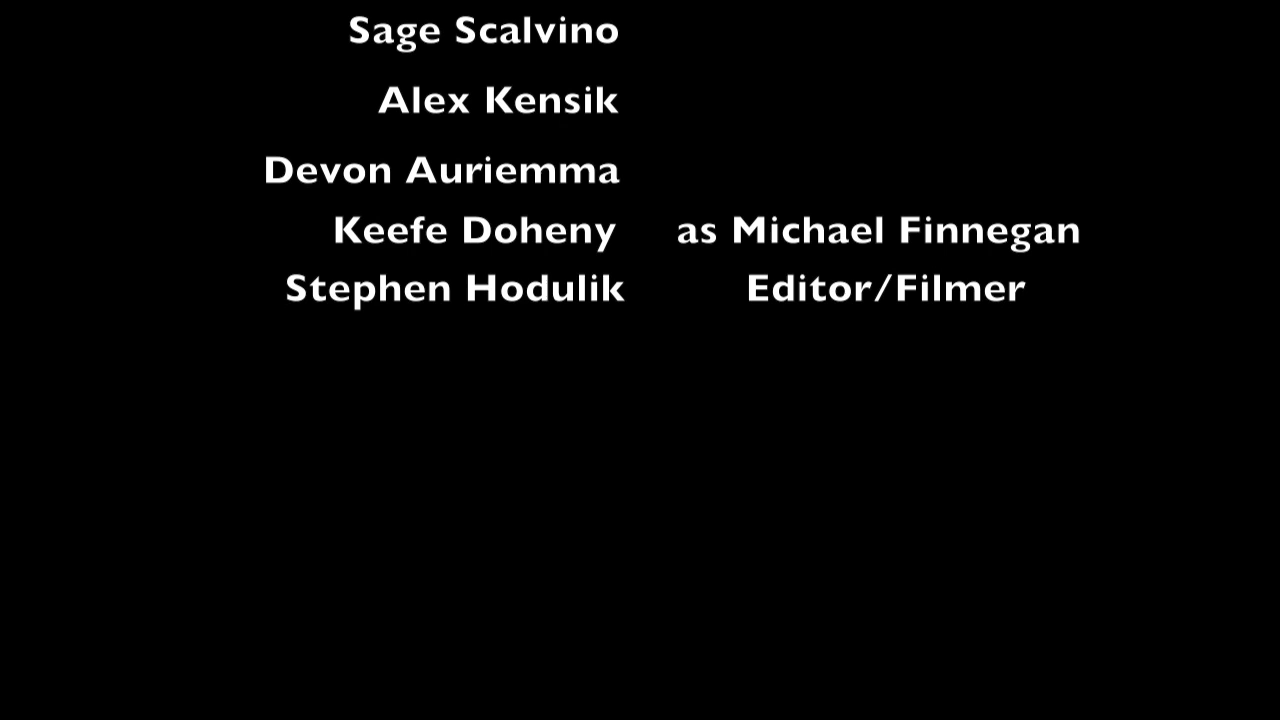 Sage Scalvino
Alex Kensik
Devon Auriemma
Keefe Doheny as Michael Finnegan
Stephen Hodulik Editor/Filmer